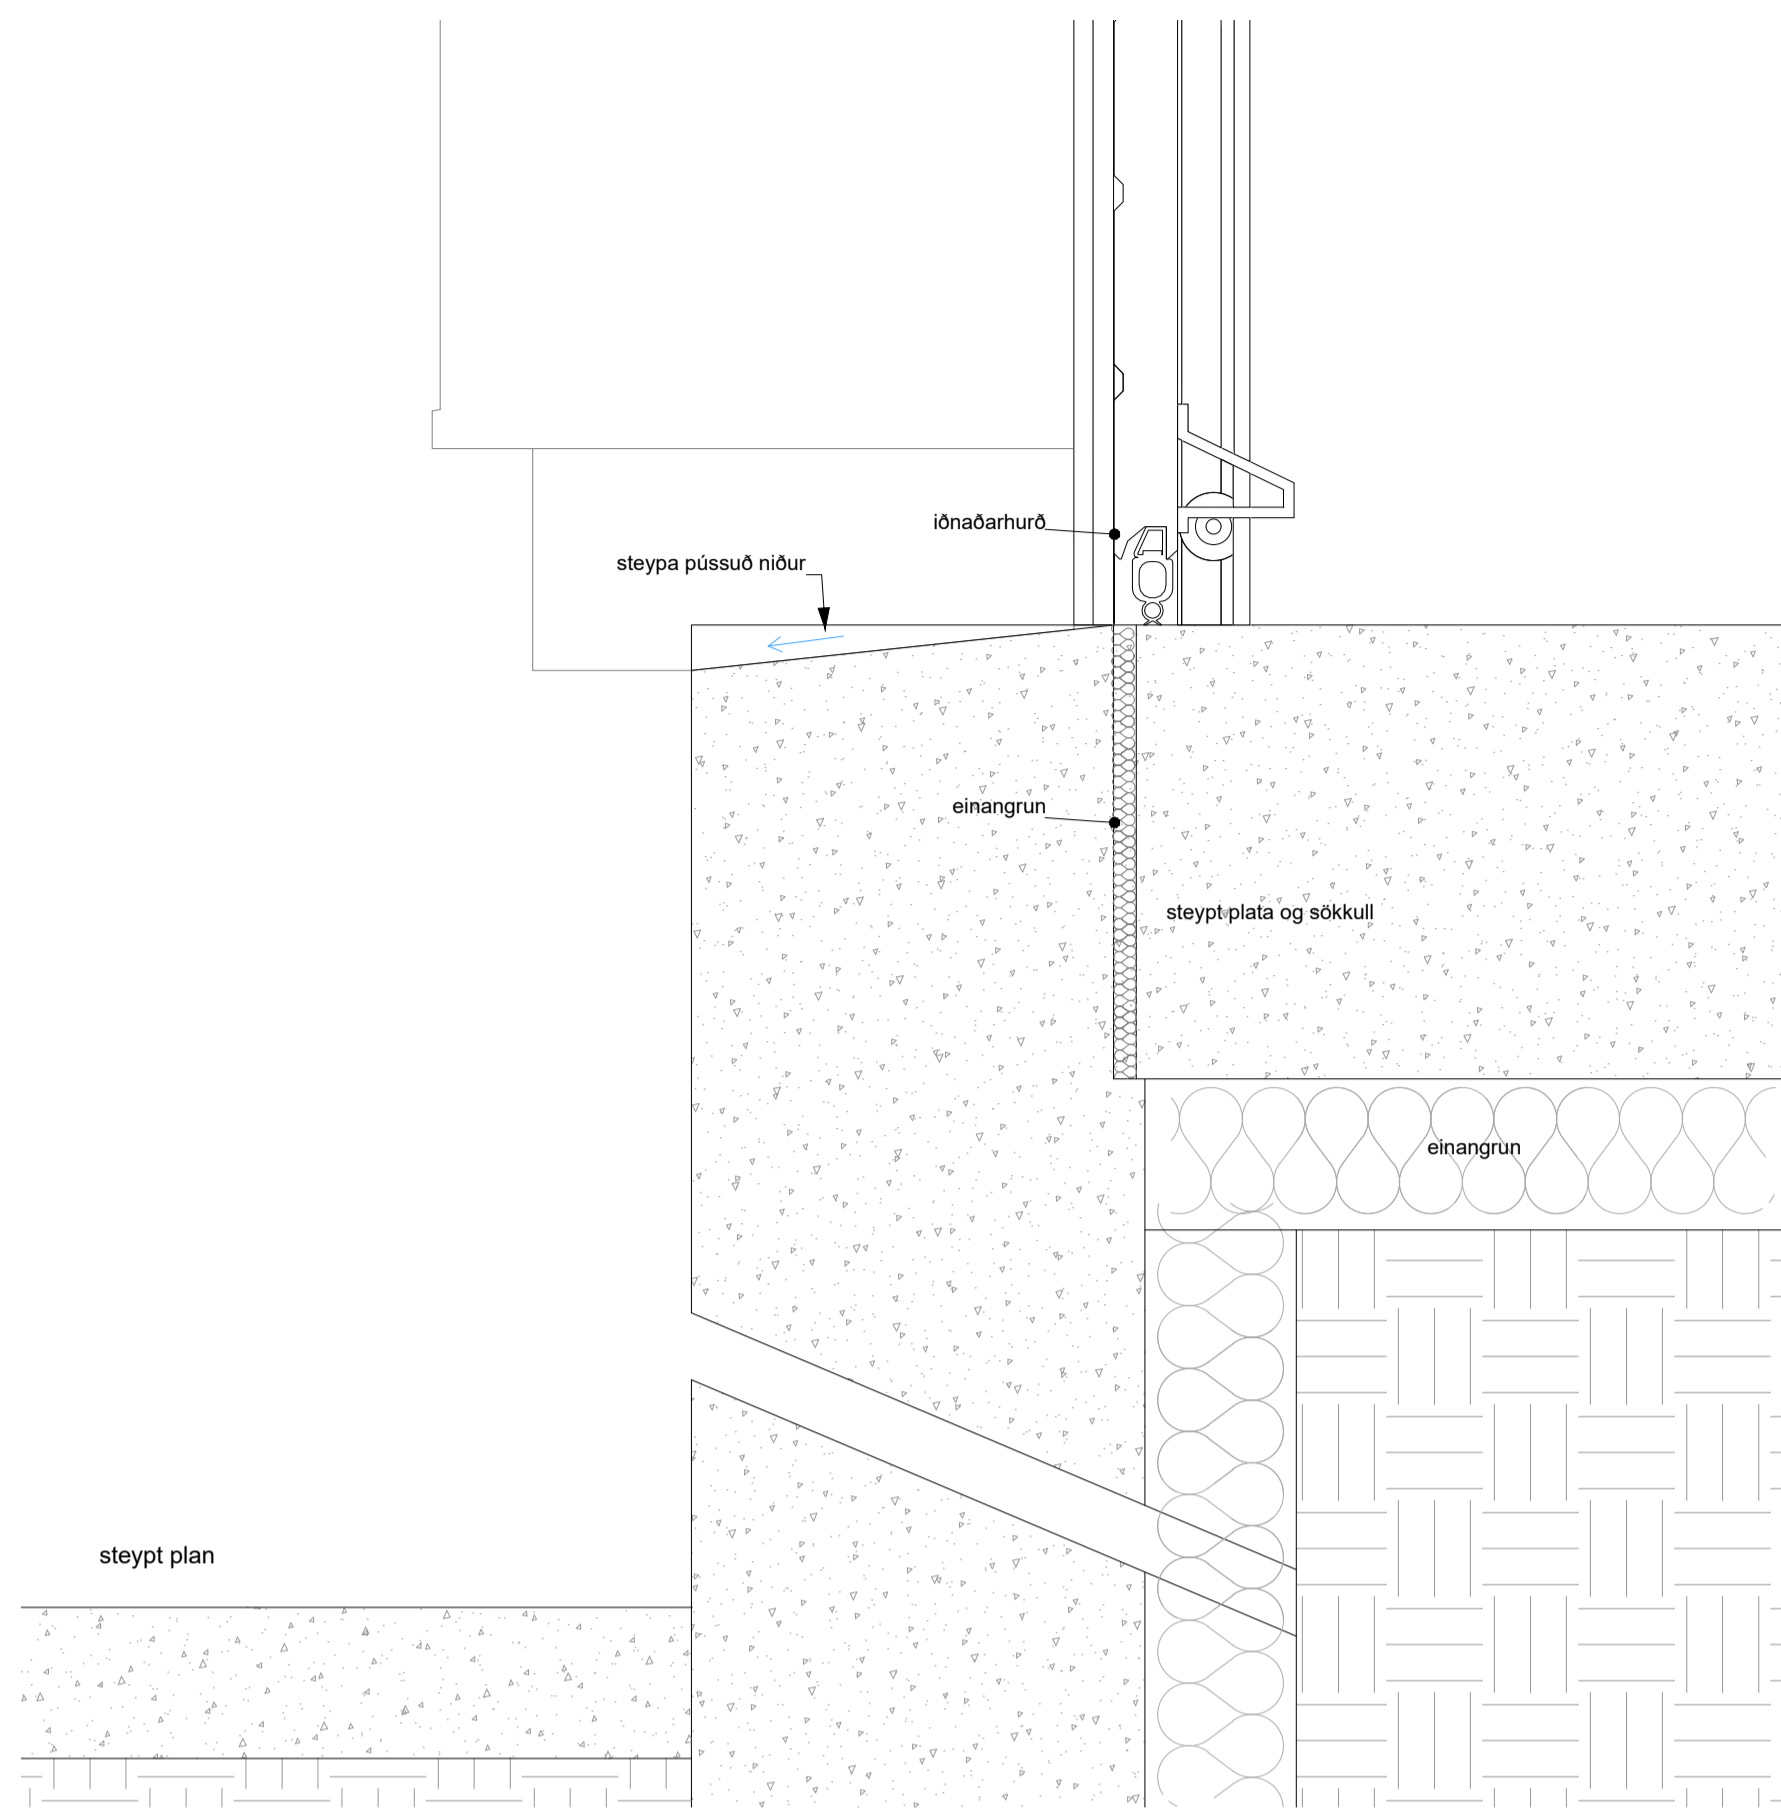 iðnaðarhurð
steypa pússuð niður
einangrun
steypt plata og sökkull
einangrun
steypt plan